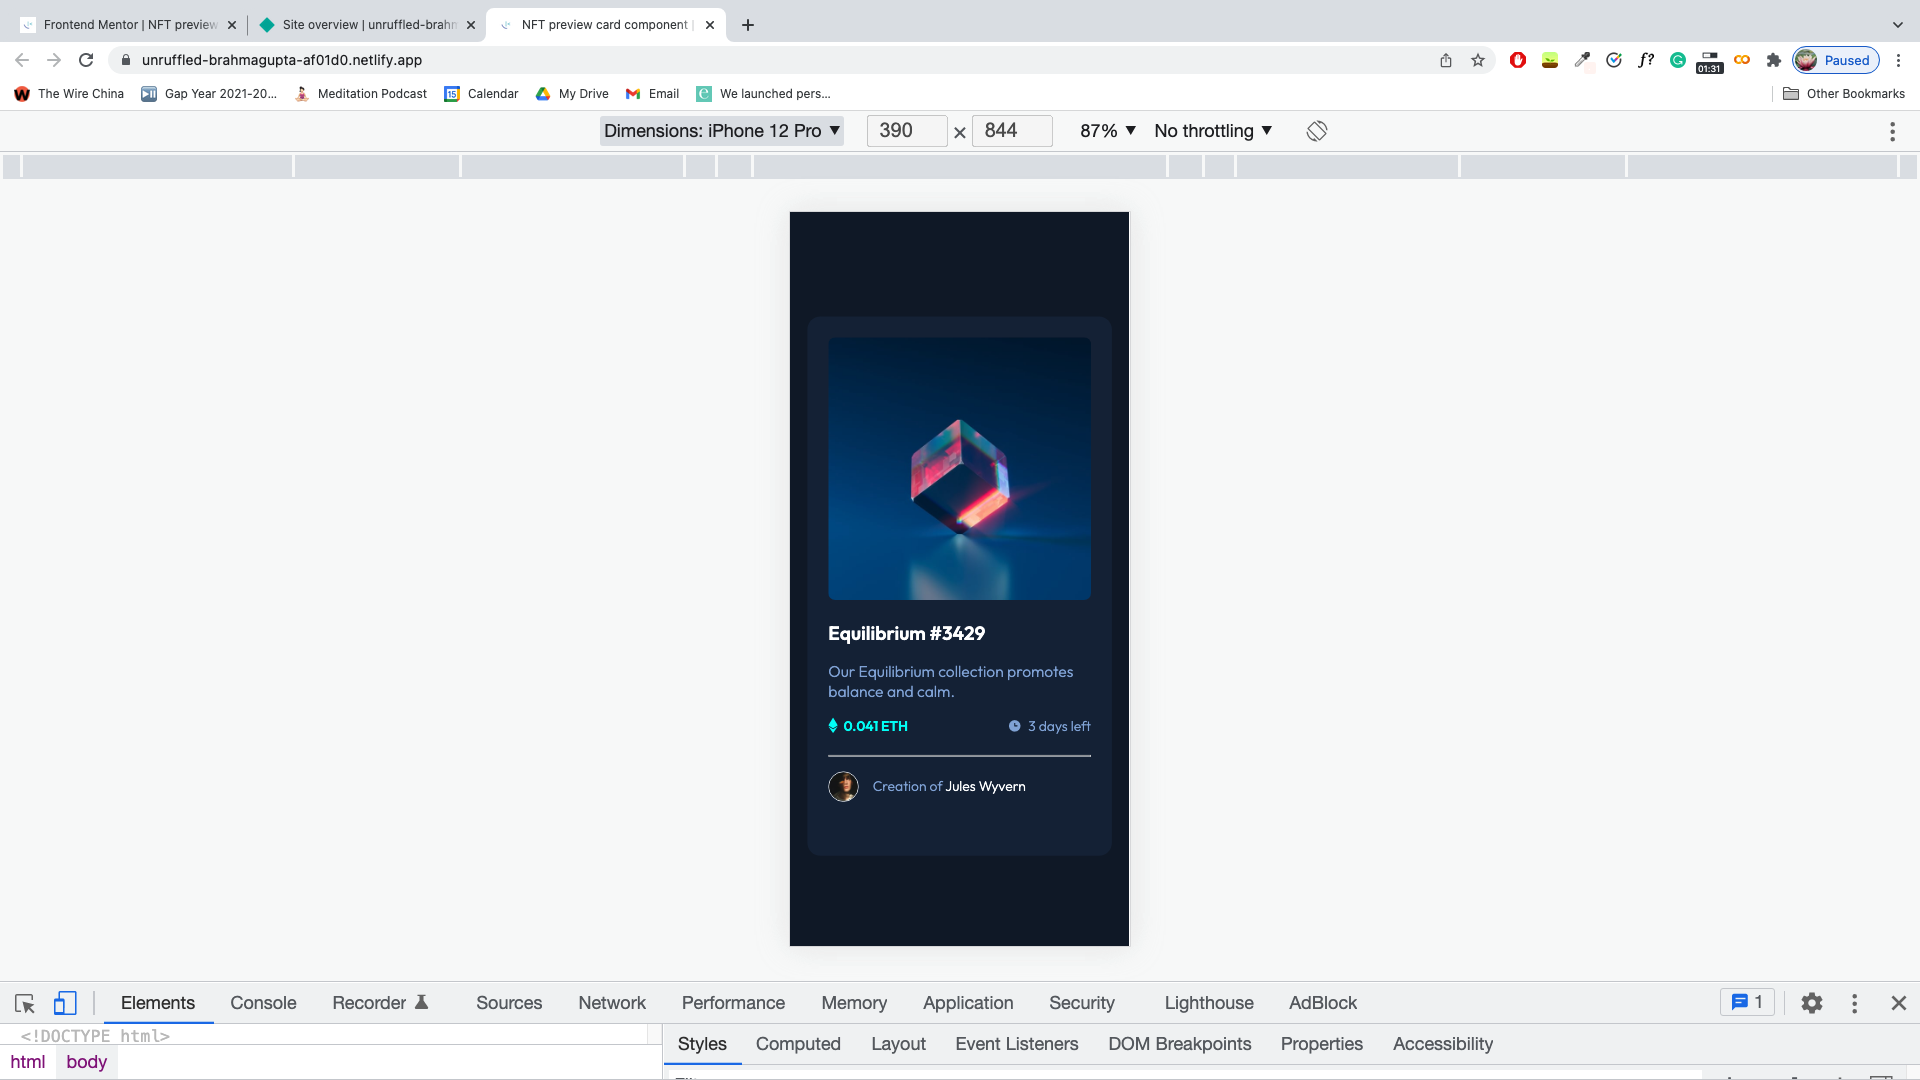 Frontend Mentor | NFT preview
Site overview | unruffled-brahm
NFT preview card component |
unruffled-brahmagupta-af01d0.netlify.app
f?
01:31
Paused
The Wire China
Gap Year 2021-20...
Meditation Podcast
15
Calendar
My Drive
Email
We launched pers...
Other Bookmarks
Dimensions: iPhone 12 Pro
390
×
844
87%
No throttling
Equilibrium #3429
Our Equilibrium collection promotes
balance and calm.
0.041 ETH
3 days left
Creation of Jules Wyvern
Elements
Console
Recorder
Sources
Network
Performance
Memory
Application
Security
Lighthouse
AdBlock
1
<!DOCTYPE html>
html
body
Styles
Computed
Layout
Event Listeners
DOM Breakpoints
Properties
Accessibility